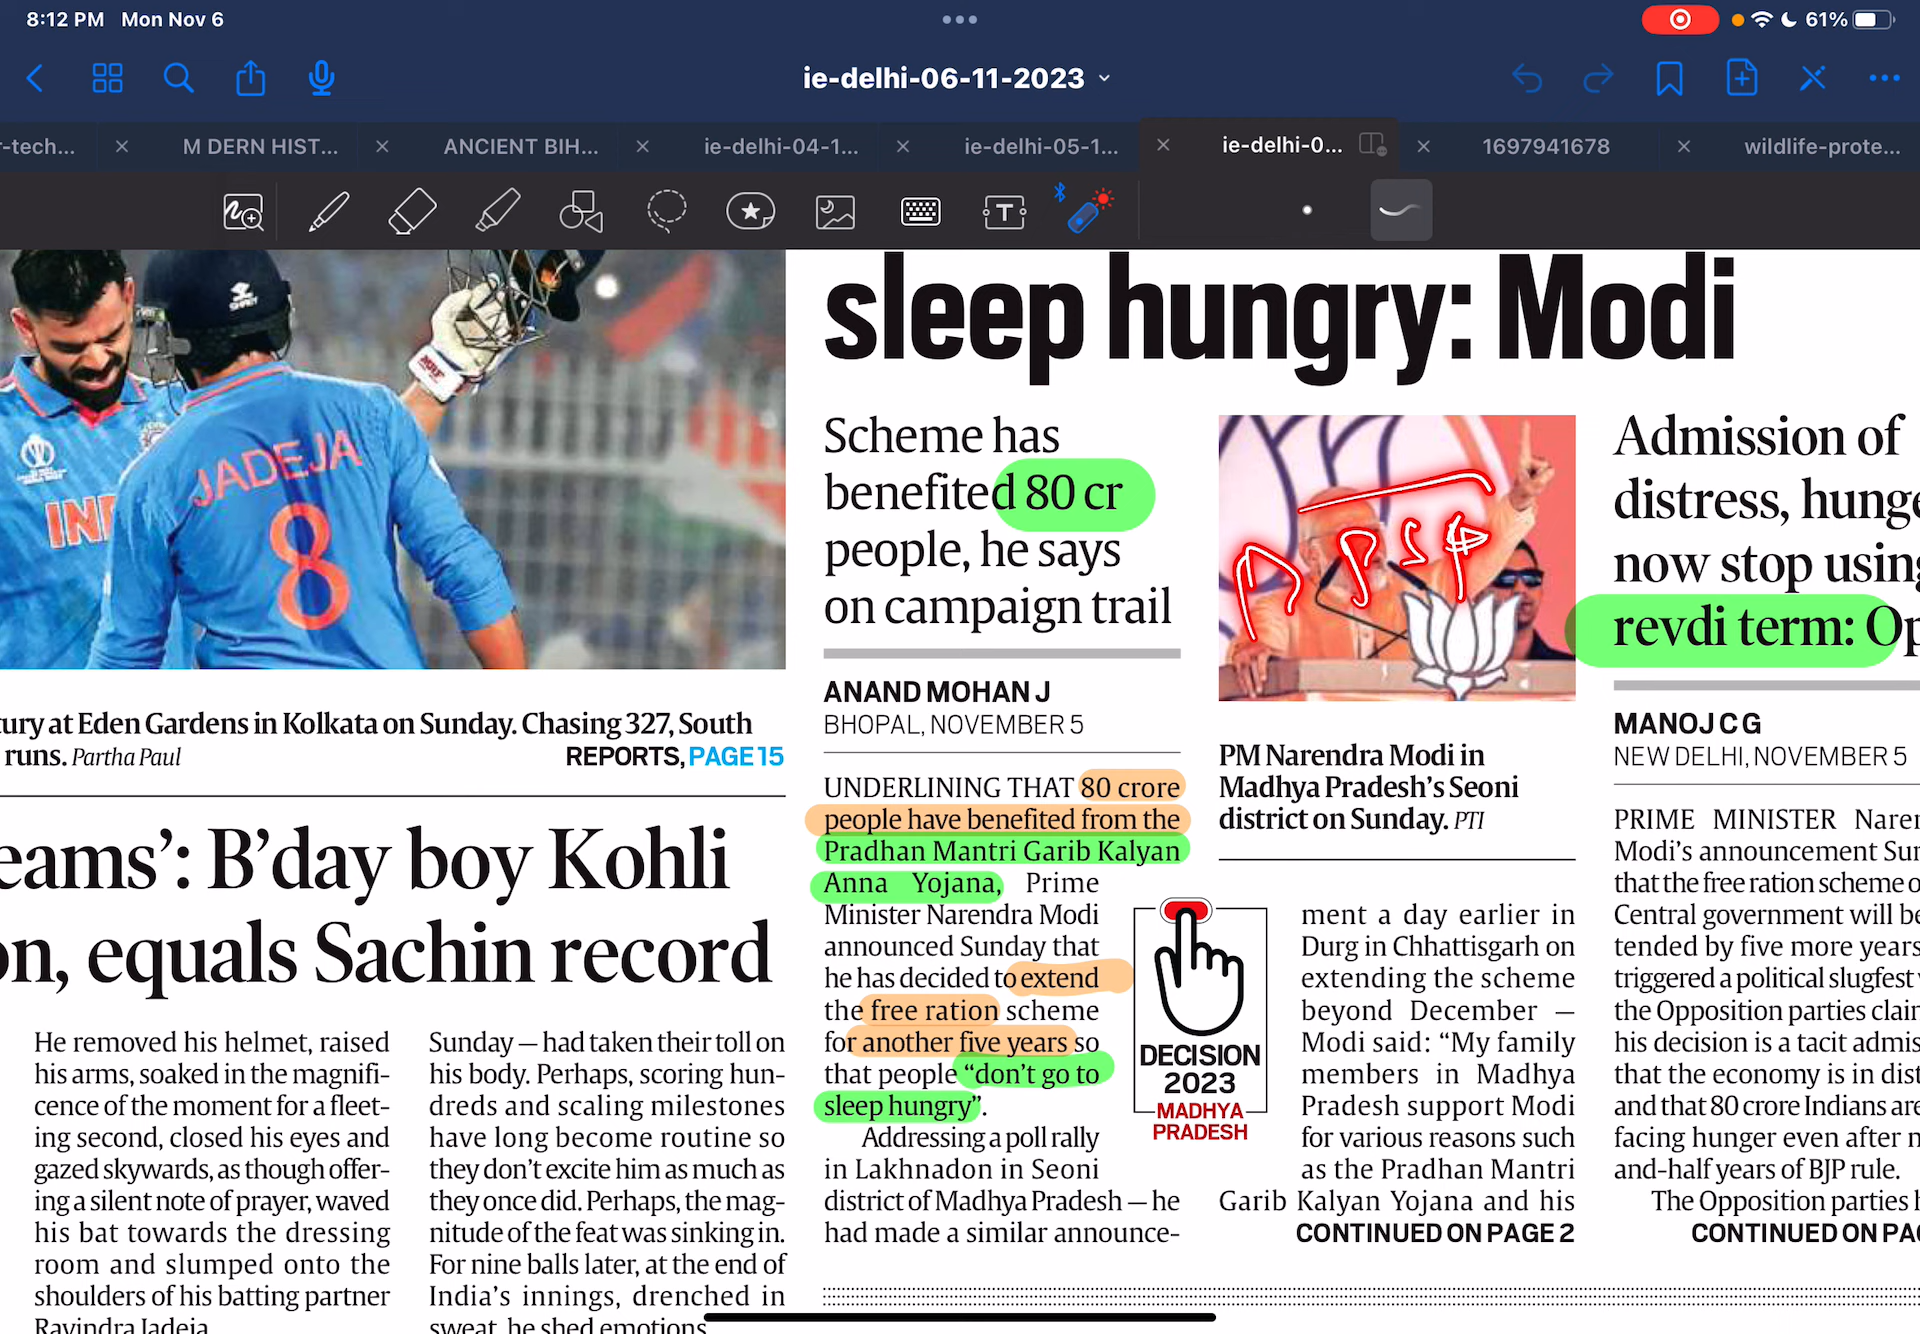 8:12 PM Mon Nov 6
61%
ie-delhi-06-11-2023
-tech...
M DERN HIST...
ANCIENT BIH...
ie-delhi-04-1...
ie-delhi-05-1...
ie-delhi-0...
1697941678
wildlife-prote...
JADEJA
8
sleep hungry: Modi
Scheme has
benefited 80 cr
people, he says
on campaign trail
ANAND MOHAN J
BHOPAL, NOVEMBER 5
UNDERLINING THAT 80 crore
people have benefited from the
Pradhan Mantri Garib Kalyan
Anna Yojana, Prime
Minister Narendra Modi
announced Sunday that
he has decided to extend
the free ration scheme
for another five years so
that people “don’t go to
sleep hungry”.
Addressing a poll rally
in Lakhnadon in Seoni
district of Madhya Pradesh — he
had made a similar announce-
PM Narendra Modi in
Madhya Pradesh’s Seoni
district on Sunday. PTI
DECISION
2023
MADHYA
PRADESH
ment a day earlier in
Durg in Chhattisgarh on
extending the scheme
beyond December —
Modi said: “My family
members in Madhya
Pradesh support Modi
for various reasons such
as the Pradhan Mantri
Garib Kalyan Yojana and his
CONTINUED ON PAGE 2
Admission of
distress, hunge
now stop using
revdi term: Op
MANOJ C G
NEW DELHI, NOVEMBER 5
PRIME MINISTER Naren
Modi’s announcement Sun
that the free ration scheme o
Central government will be
tended by five more years
triggered a political slugfest
the Opposition parties clain
his decision is a tacit admis
that the economy is in dist
and that 80 crore Indians are
facing hunger even after n
and-half years of BJP rule.
The Opposition parties h
CONTINUED ON PAG
tury at Eden Gardens in Kolkata on Sunday. Chasing 327, South
runs. Partha Paul
REPORTS, PAGE 15
eams’: B’day boy Kohli
on, equals Sachin record
He removed his helmet, raised
his arms, soaked in the magnifi-
cence of the moment for a fleet-
ing second, closed his eyes and
gazed skywards, as though offer-
ing a silent note of prayer, waved
his bat towards the dressing
room and slumped onto the
shoulders of his batting partner
Ravindra Jadeja
Sunday — had taken their toll on
his body. Perhaps, scoring hun-
dreds and scaling milestones
have long become routine so
they don’t excite him as much as
they once did. Perhaps, the mag-
nitude of the feat was sinking in.
For nine balls later, at the end of
India’s innings, drenched in
sweat, he shed emotions